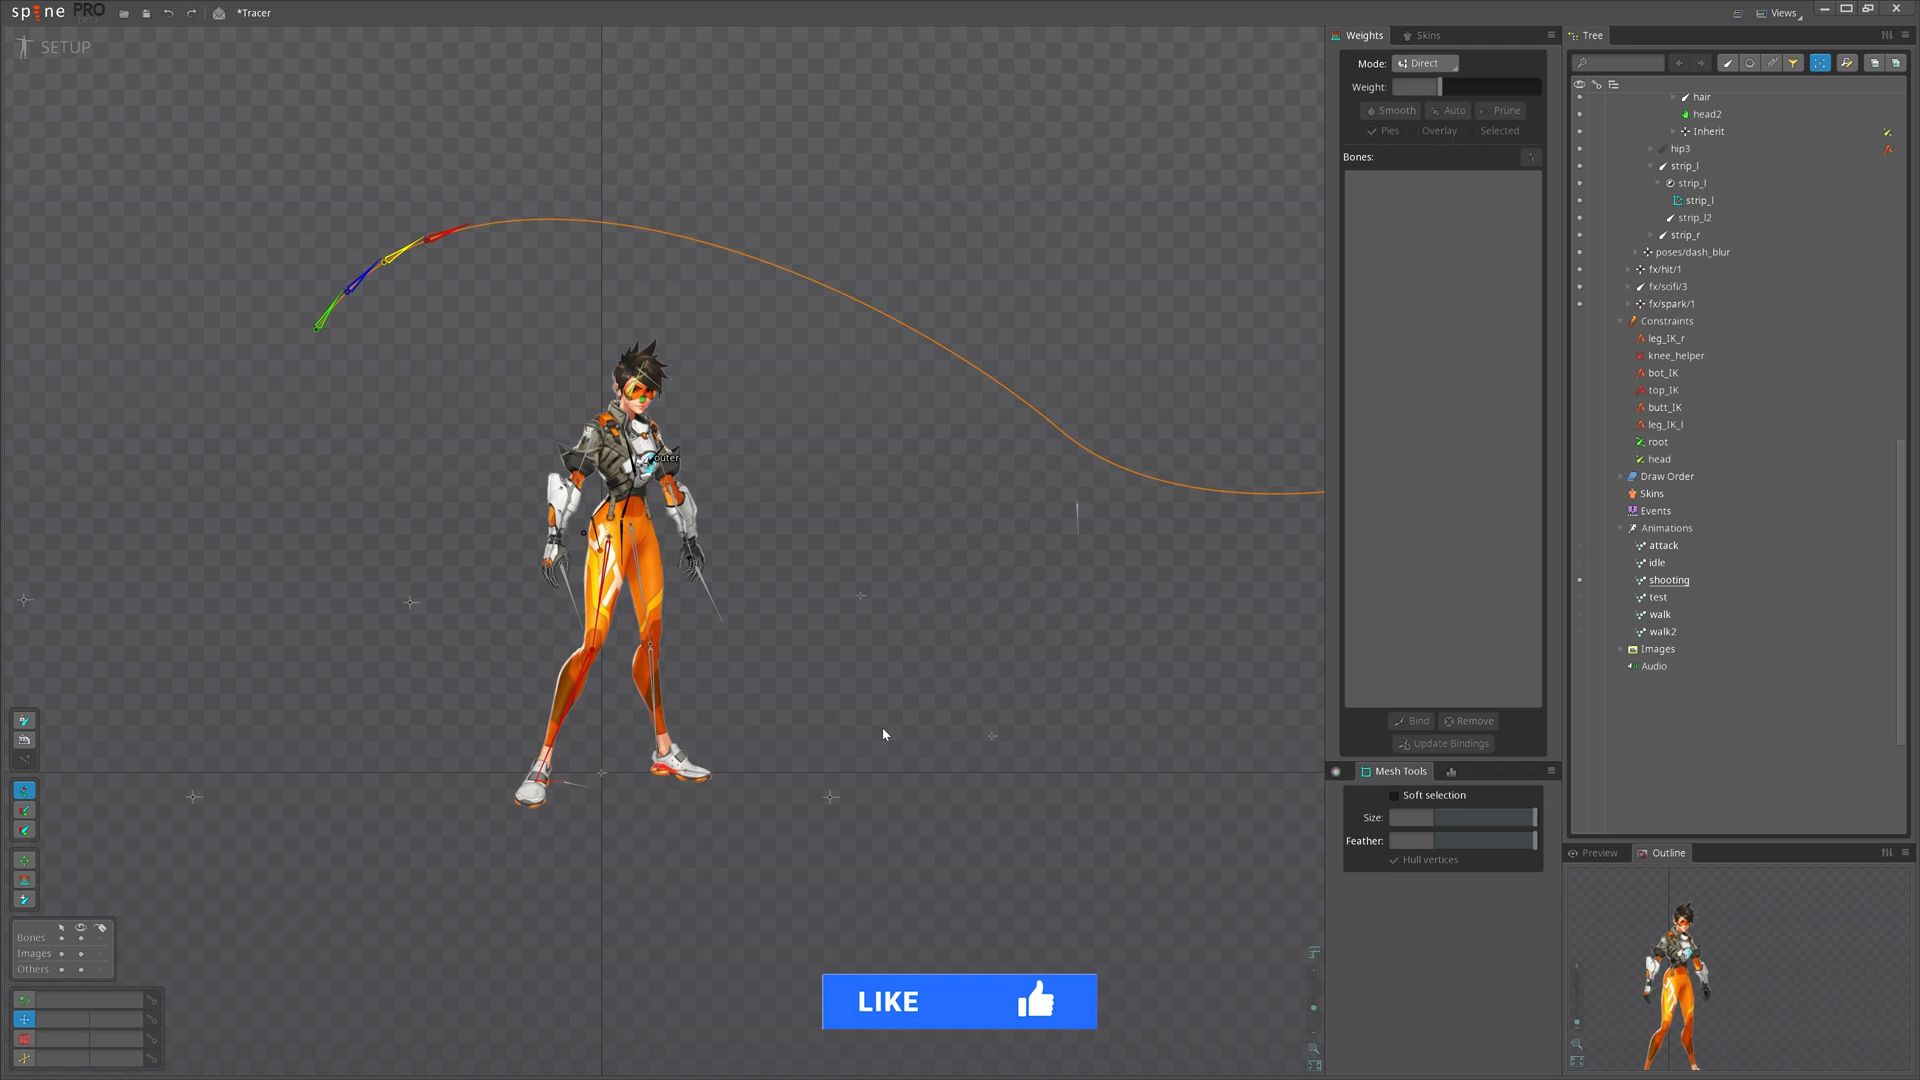 spine PRO
beta
*Tracer
Views
SETUP
outer
Weights
Skins
Mode:
Direct
Weight:
Smooth
Auto
Prune
Pies
Overlay
Selected
Bones:
Bind
Remove
Update Bindings
Mesh Tools
Soft selection
Size:
Feather:
Hull vertices
Tree
hair
head2
Inherit
hip3
strip_l
strip_l
strip_l
strip_l2
strip_r
poses/dash_blur
fx/hit/1
fx/scifi/3
fx/spark/1
Constraints
leg_IK_r
knee_helper
bot_IK
top_IK
butt_IK
leg_IK_l
root
head
Draw Order
Skins
Events
Animations
attack
idle
shooting
test
walk
walk2
Images
Audio
Preview
Outline
Bones
Images
Others
LIKE